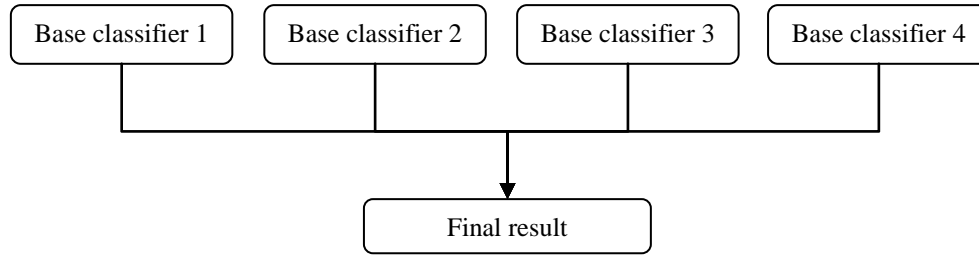 Base classifier 1
Base classifier 2
Base classifier 3
Base classifier 4
Final result